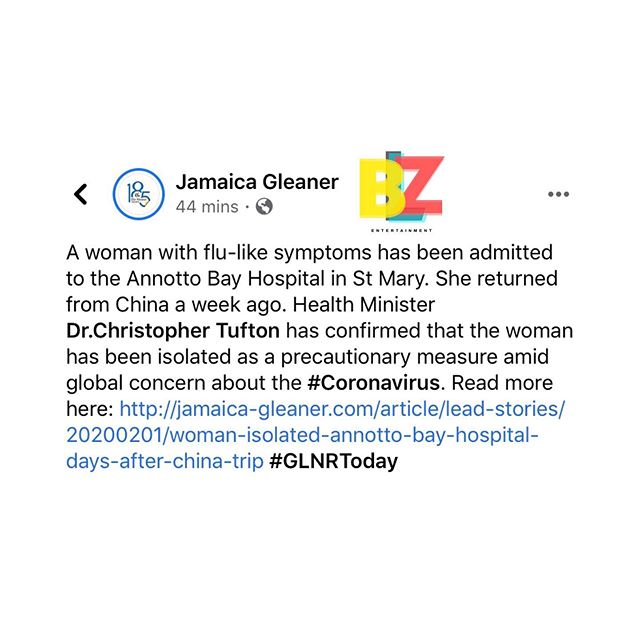 Jamaica Gleaner
44 mins ·
185
BLZ
ENTERTAINMENT
A woman with flu-like symptoms has been admitted
to the Annotto Bay Hospital in St Mary. She returned
from China a week ago. Health Minister
Dr.Christopher Tufton has confirmed that the woman
has been isolated as a precautionary measure amid
global concern about the #Coronavirus. Read more
here: http://jamaica-gleaner.com/article/lead-stories/
20200201/woman-isolated-annotto-bay-hospital-
days-after-china-trip #GLNRToday